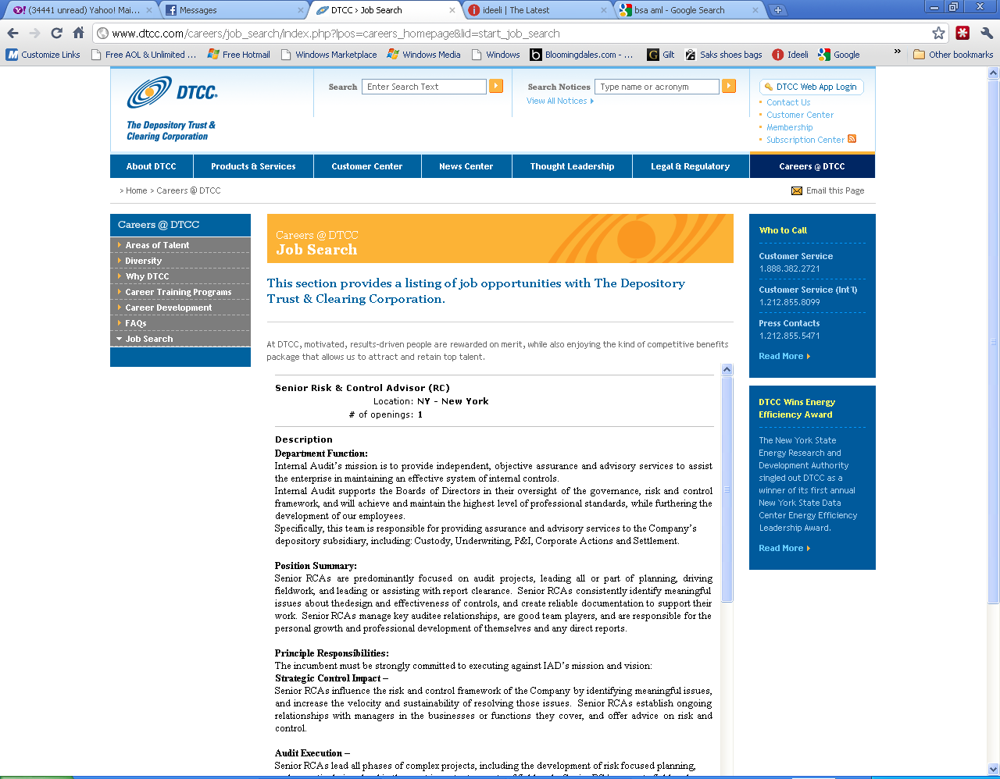 (34441 unread) Yahoo! Mai...
Messages
DTCC > Job Search
ideeli | The Latest
bsa aml - Google Search
www.dtcc.com/careers/job_search/index.php?lpos=careers_homepage&lid=start_job_search
Customize Links
Free AOL & Unlimited ...
Free Hotmail
Windows Marketplace
Windows Media
Windows
Bloomingdales.com - ...
Gilt
Saks shoes bags
Ideeli
Google
»
Other bookmarks
DTCC.
The Depository Trust &
Clearing Corporation
Search
Enter Search Text
Search Notices
Type name or acronym
View All Notices
DTCC Web App Login
Contact Us
Customer Center
Membership
Subscription Center
About DTCC
Products & Services
Customer Center
News Center
Thought Leadership
Legal & Regulatory
Careers @ DTCC
> Home > Careers @ DTCC
Email this Page
Careers @ DTCC
Areas of Talent
Diversity
Why DTCC
Career Training Programs
Career Development
FAQs
Job Search
Careers @ DTCC
Job Search
This section provides a listing of job opportunities with The Depository
Trust & Clearing Corporation.
At DTCC, motivated, results-driven people are rewarded on merit, while also enjoying the kind of competitive benefits
package that allows us to attract and retain top talent.
Senior Risk & Control Advisor (RC)
Location: NY - New York
# of openings: 1
Description
Department Function:
Internal Audit's mission is to provide independent, objective assurance and advisory services to assist
the enterprise in maintaining an effective system of internal controls.
Internal Audit supports the Boards of Directors in their oversight of the governance, risk and control
framework, and will achieve and maintain the highest level of professional standards, while furthering the
development of our employees.
Specifically, this team is responsible for providing assurance and advisory services to the Company's
depository subsidiary, including: Custody, Underwriting, P&I, Corporate Actions and Settlement.
Position Summary:
Senior RCAs are predominantly focused on audit projects, leading all or part of planning, driving
fieldwork, and leading or assisting with report clearance. Senior RCAs consistently identify meaningful
issues about thedesign and effectiveness of controls, and create reliable documentation to support their
work. Senior RCAs manage key auditee relationships, are good team players, and are responsible for the
personal growth and professional development of themselves and any direct reports.
Principle Responsibilities:
The incumbent must be strongly committed to executing against IAD's mission and vision:
Strategic Control Impact –
Senior RCAs influence the risk and control framework of the Company by identifying meaningful issues,
and increase the velocity and sustainability of resolving those issues. Senior RCAs establish ongoing
relationships with managers in the businesses or functions they cover, and offer advice on risk and
control.
Audit Execution –
Senior RCAs lead all phases of complex projects, including the development of risk focused planning,
Who to Call
Customer Service
1.888.382.2721
Customer Service (Int'l)
1.212.855.8099
Press Contacts
1.212.855.5471
Read More
DTCC Wins Energy
Efficiency Award
The New York State
Energy Research and
Development Authority
singled out DTCC as a
winner of its first annual
New York State Data
Center Energy Efficiency
Leadership Award.
Read More